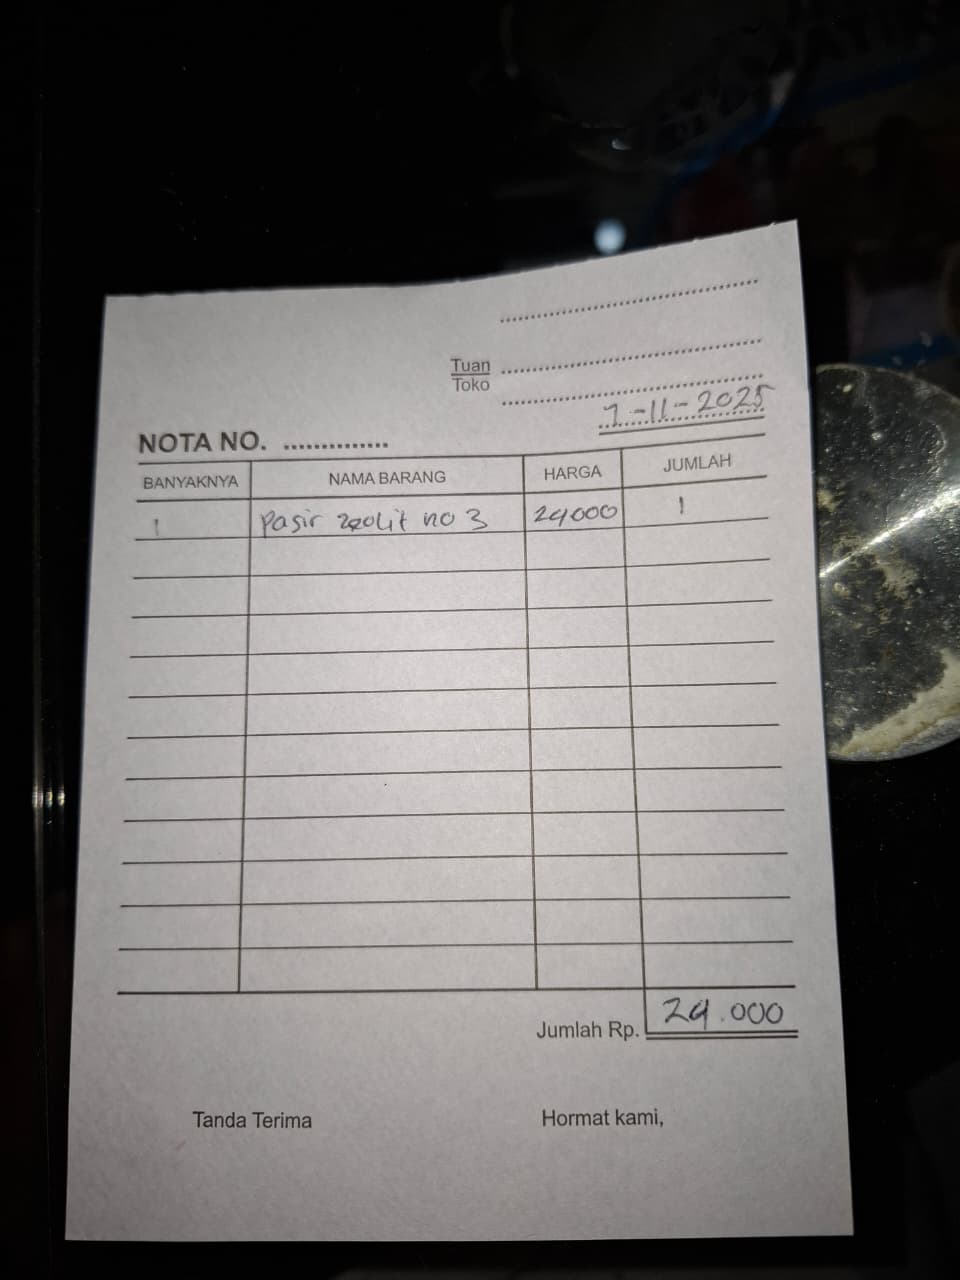 Tuan
Toko
1-11-2025
NOTA NO. ..............
BANYAKNYA NAMA BARANG HARGA JUMLAH
1 Pasir zeolit no 3 24000 1
Jumlah Rp. 24.000
Tanda Terima Hormat kami,